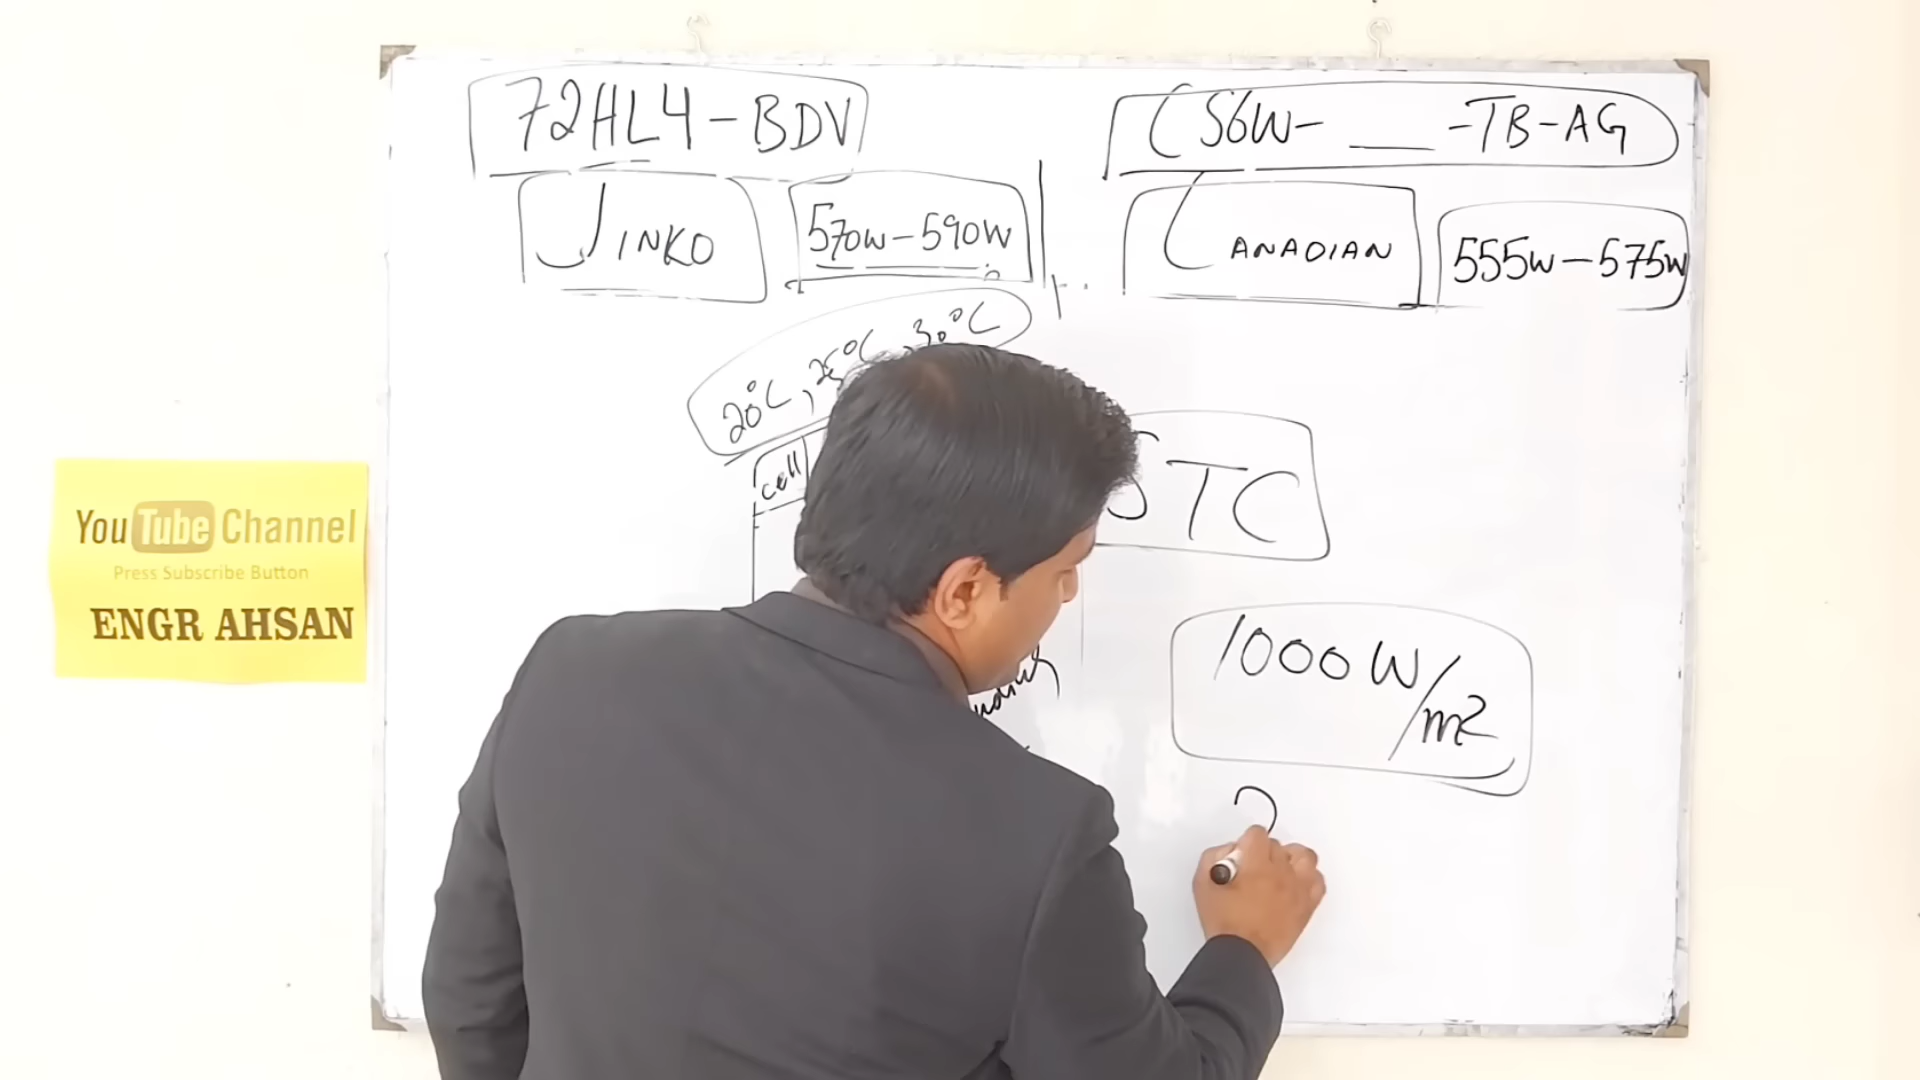 72HL4-BDV
JINKO
570W-590W
CS6W- ___ -TB-AG
CANADIAN
555W-575W
20°C, 25°C, 30°C
cell
STC
1000 W/m²
2
YouTube Channel
Press Subscribe Button
ENGR AHSAN